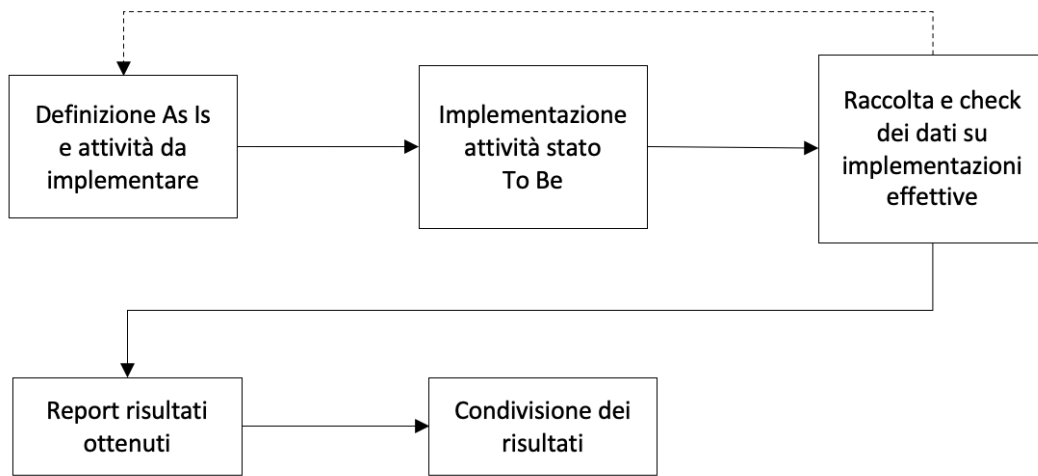 Definizione As Is
e attività da
implementare
Implementazione
attività stato
To Be
Raccolta e check
dei dati su
implementazioni
effettive
Report risultati
ottenuti
Condivisione dei
risultati